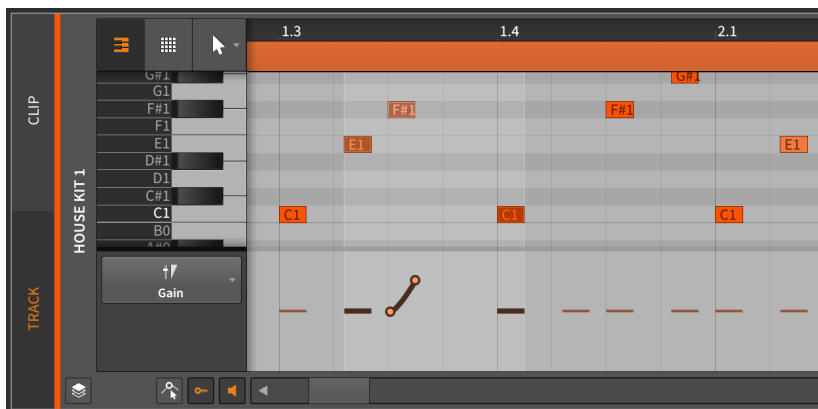 1.3 1.4 2.1
CLIP
TRACK
HOUSE KIT 1
G#1
G1
F#1
F1
E1
D#1
D1
C#1
C1
B0
A#0
G#1
F#1 F#1
E1 E1
C1 C1 C1
Gain